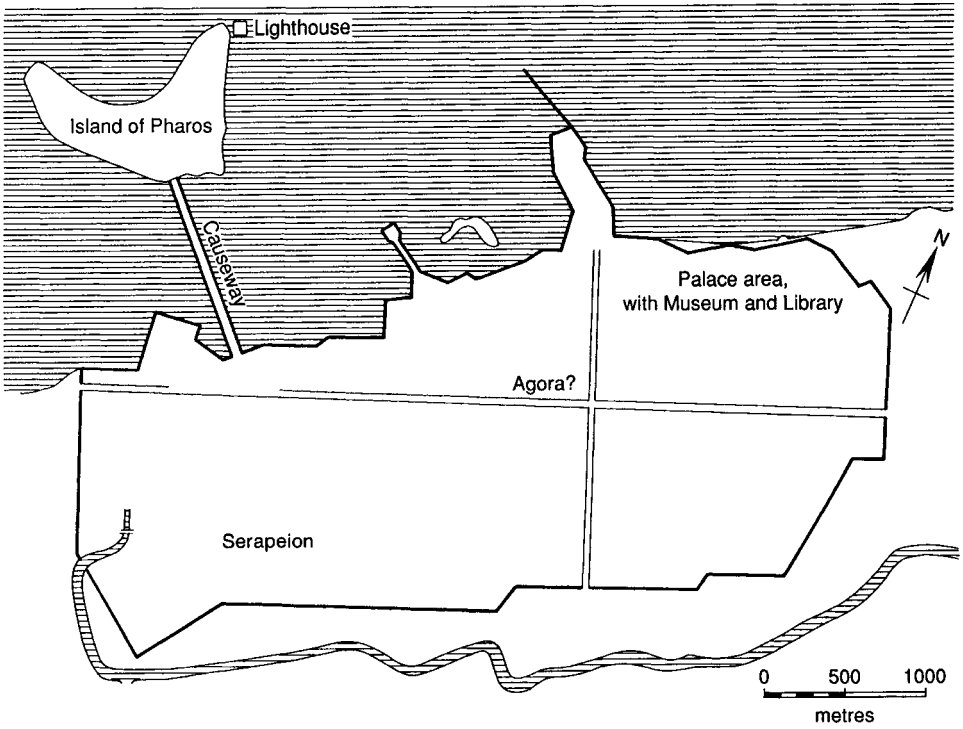 Lighthouse
Island of Pharos
Causeway
N
Palace area,
with Museum and Library
Agora?
Serapeion
0 500 1000
metres